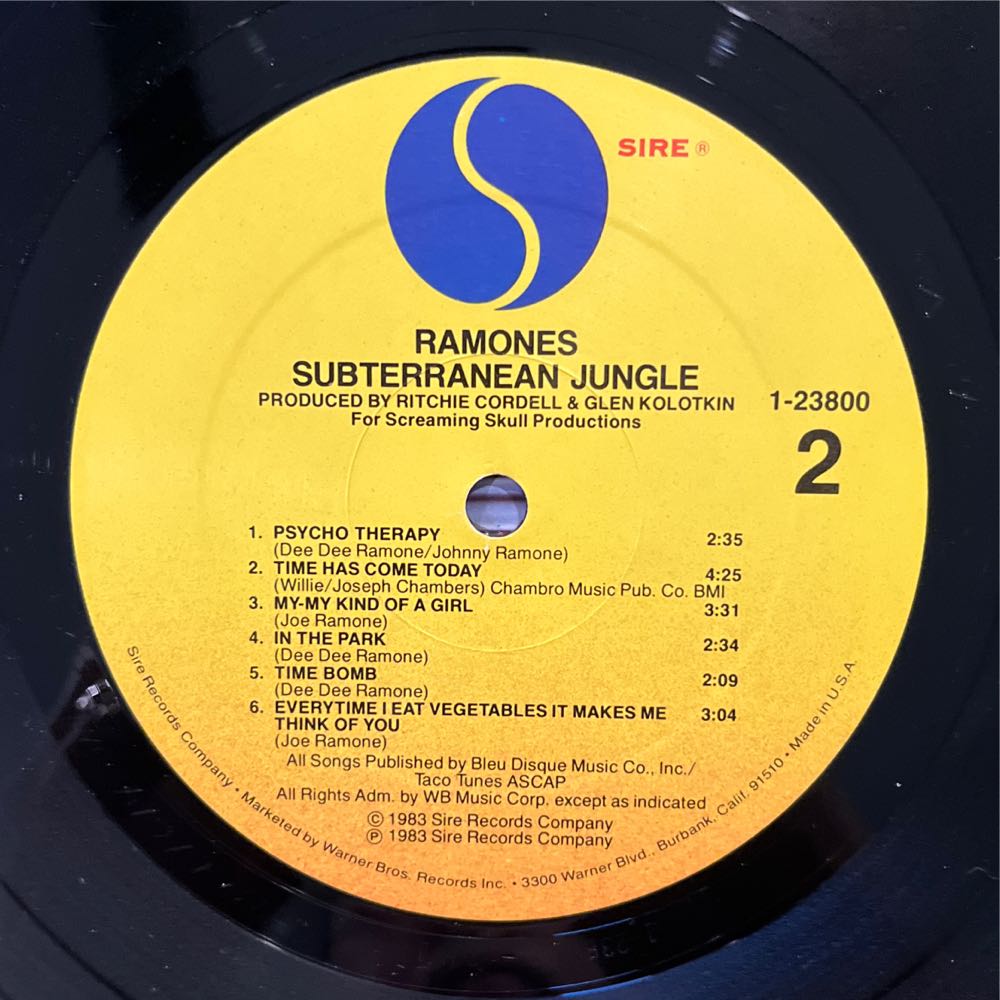 SIRE ®
RAMONES
SUBTERRANEAN JUNGLE
PRODUCED BY RITCHIE CORDELL & GLEN KOLOTKIN
For Screaming Skull Productions
1-23800
2
1. PSYCHO THERAPY 2:35
(Dee Dee Ramone/Johnny Ramone)
2. TIME HAS COME TODAY 4:25
(Willie/Joseph Chambers) Chambro Music Pub. Co. BMI
3. MY-MY KIND OF A GIRL 3:31
(Joe Ramone)
4. IN THE PARK 2:34
(Dee Dee Ramone)
5. TIME BOMB 2:09
(Dee Dee Ramone)
6. EVERYTIME I EAT VEGETABLES IT MAKES ME 3:04
THINK OF YOU
(Joe Ramone)
All Songs Published by Bleu Disque Music Co., Inc./
Taco Tunes ASCAP
All Rights Adm. by WB Music Corp. except as indicated
© 1983 Sire Records Company
℗ 1983 Sire Records Company
Sire Records Company • Marketed by Warner Bros. Records Inc. • 3300 Warner Blvd., Burbank, Calif. 91510 • Made in U.S.A.